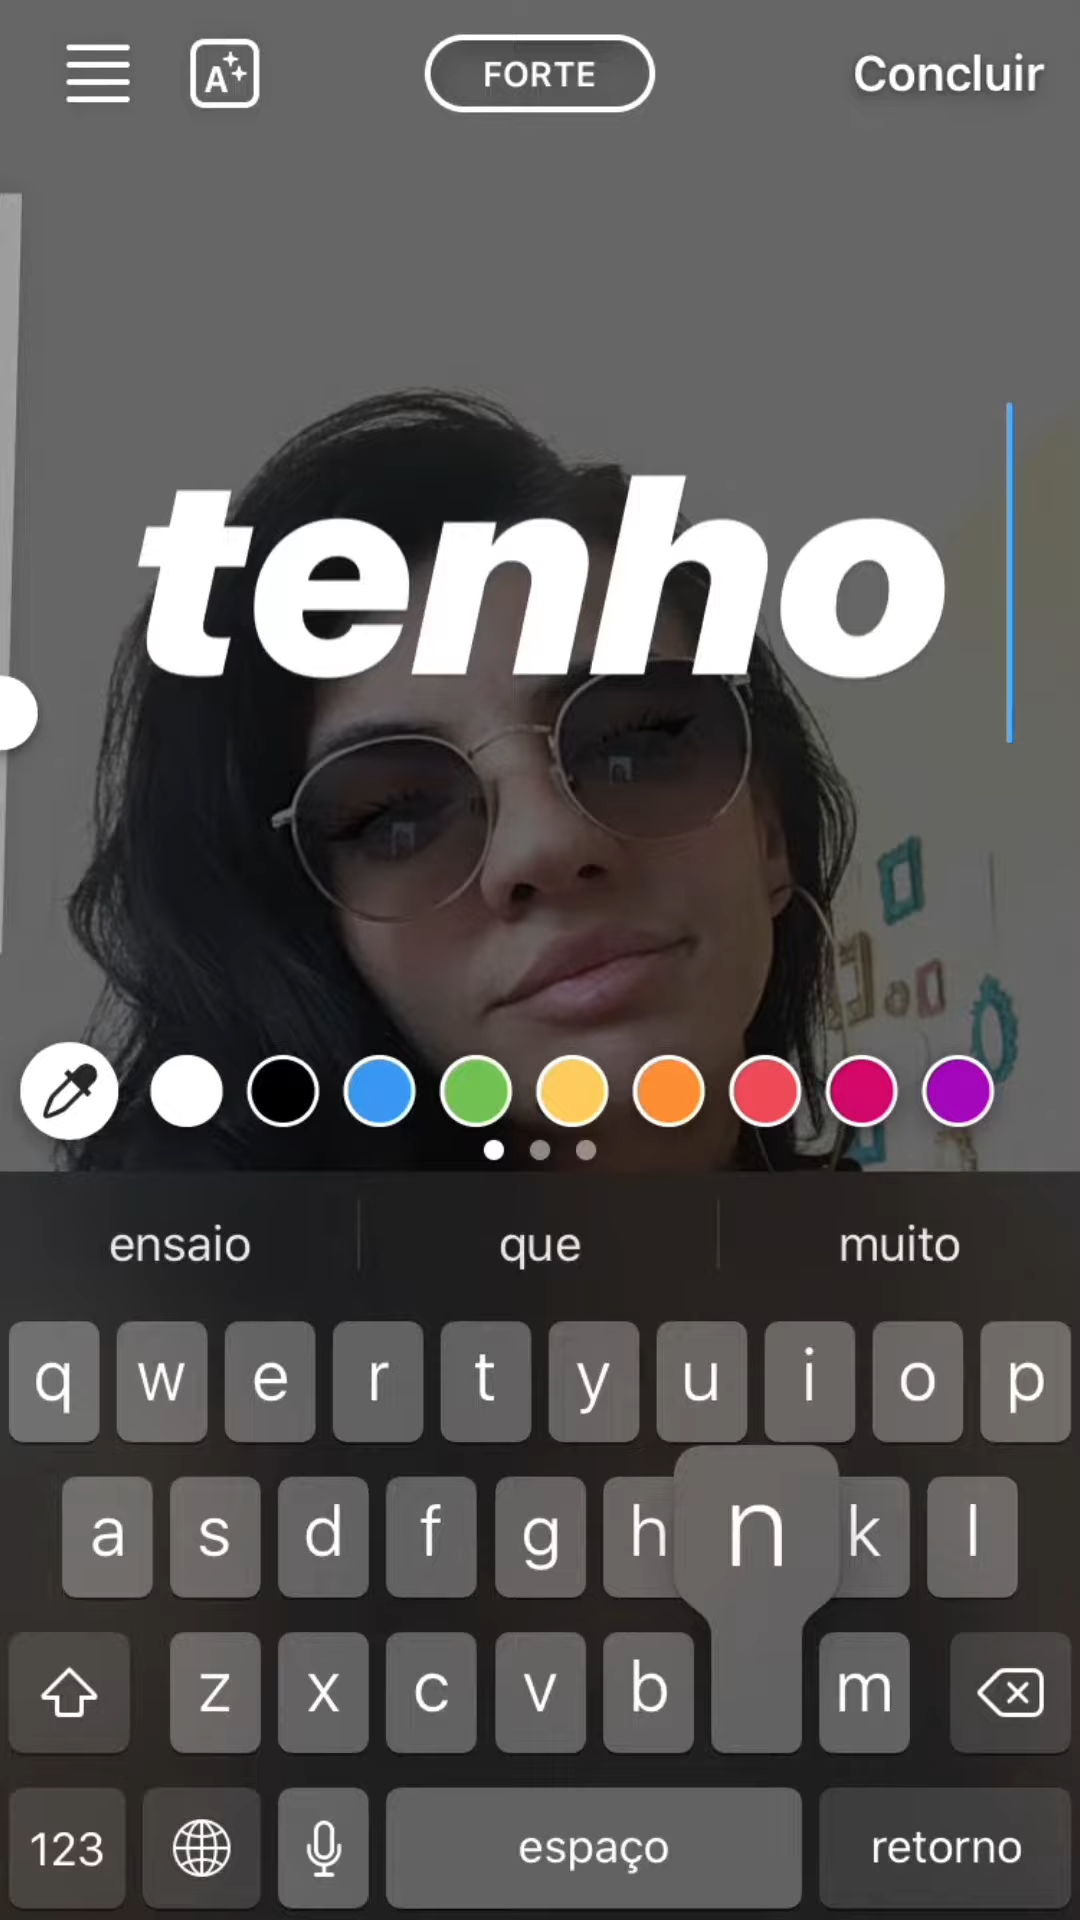 A
FORTE
Concluir
tenho
ensaio que muito
q w e r t y u i o p
a s d f g h n k l
z x c v b m
123 espaço retorno